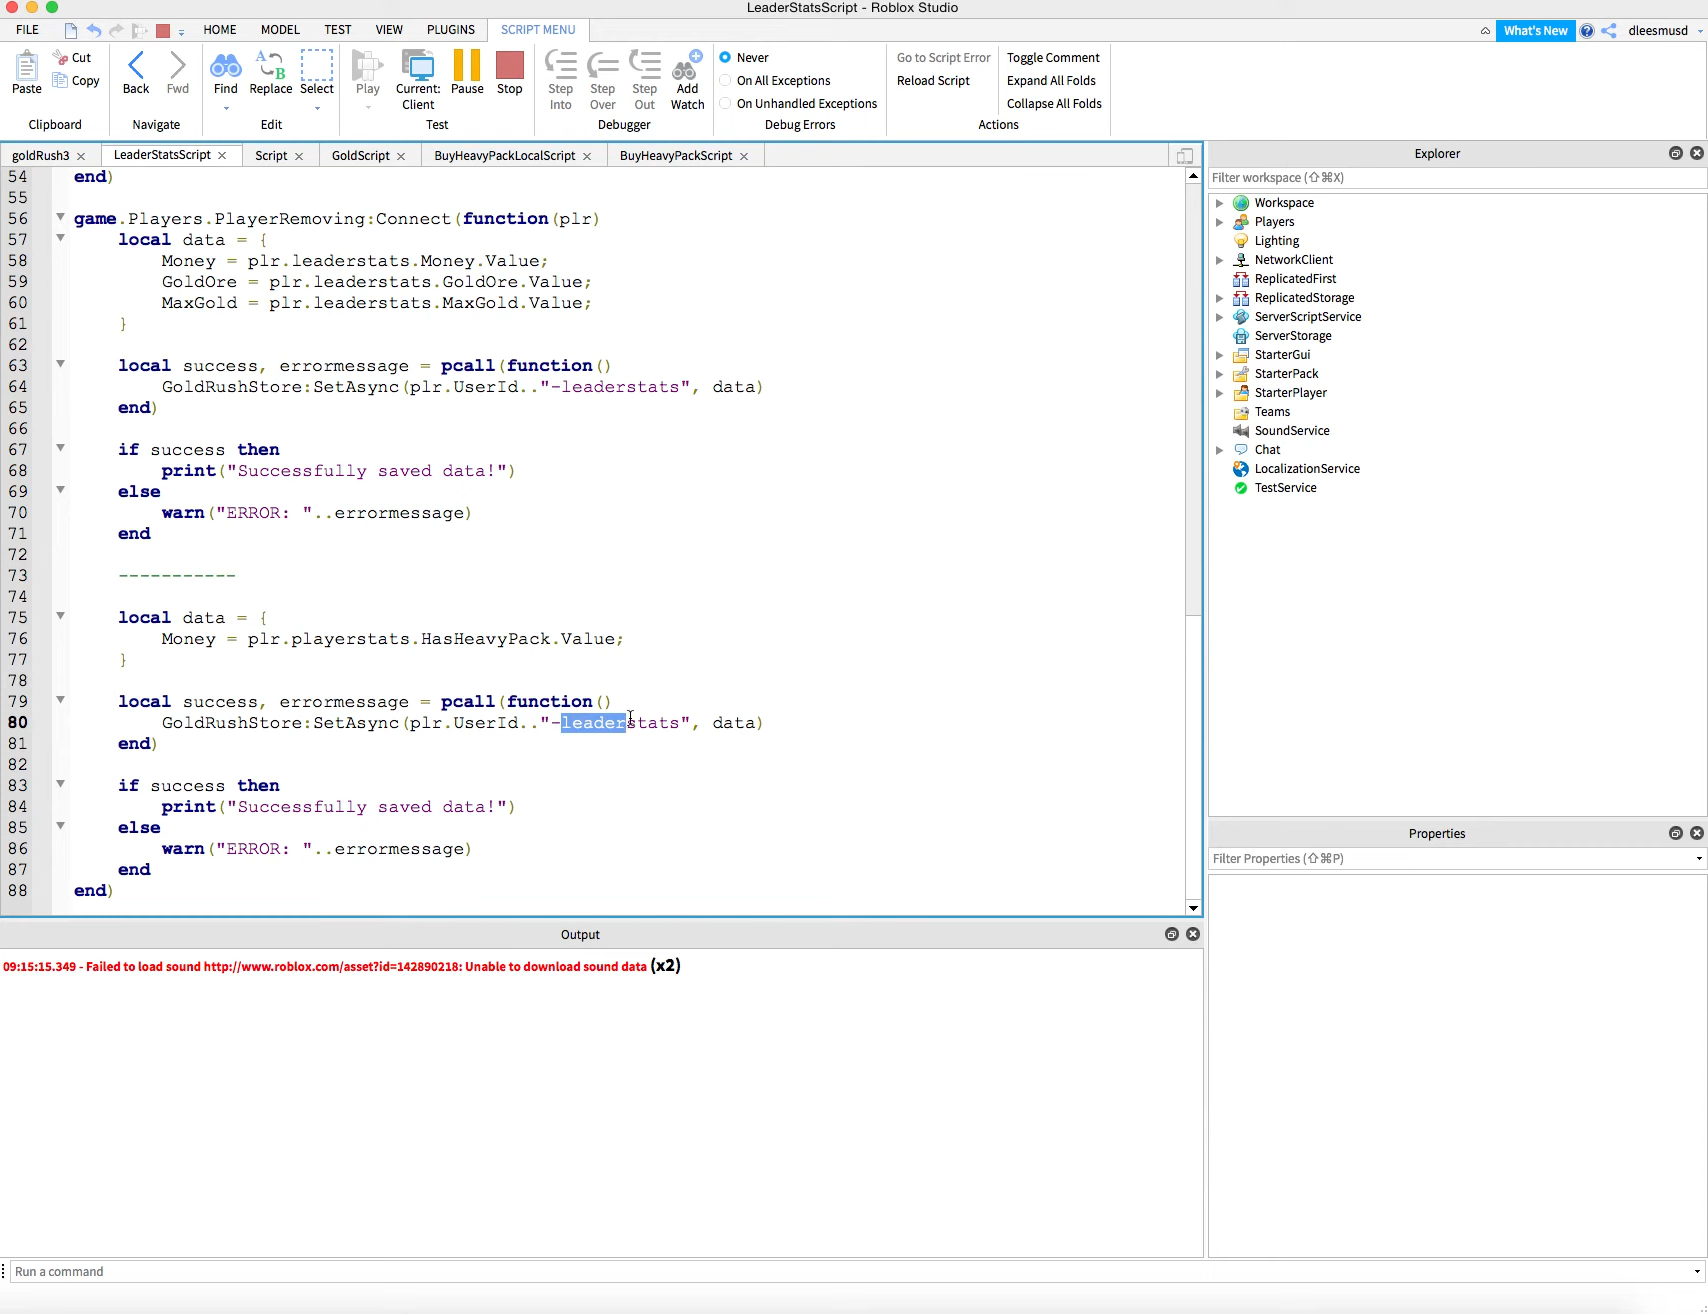 LeaderStatsScript - Roblox Studio
FILE HOME MODEL TEST VIEW PLUGINS SCRIPT MENU What's New dleesmusd
Paste Cut Copy Back Fwd Find Replace Select Play Current: Client Pause Stop Step Into Step Over Step Out Add Watch Never On All Exceptions On Unhandled Exceptions Go to Script Error Reload Script Toggle Comment Expand All Folds Collapse All Folds
Clipboard Navigate Edit Test Debugger Debug Errors Actions
goldRush3 LeaderStatsScript Script GoldScript BuyHeavyPackLocalScript BuyHeavyPackScript
54 end)
55
56 game.Players.PlayerRemoving:Connect(function(plr)
57 local data = {
58 Money = plr.leaderstats.Money.Value;
59 GoldOre = plr.leaderstats.GoldOre.Value;
60 MaxGold = plr.leaderstats.MaxGold.Value;
61 }
62
63 local success, errormessage = pcall(function()
64 GoldRushStore:SetAsync(plr.UserId.."-leaderstats", data)
65 end)
66
67 if success then
68 print("Successfully saved data!")
69 else
70 warn("ERROR: "..errormessage)
71 end
72
73 -----------
74
75 local data = {
76 Money = plr.playerstats.HasHeavyPack.Value;
77 }
78
79 local success, errormessage = pcall(function()
80 GoldRushStore:SetAsync(plr.UserId.."-leaderstats", data)
81 end)
82
83 if success then
84 print("Successfully saved data!")
85 else
86 warn("ERROR: "..errormessage)
87 end
88 end)
Output
09:15:15.349 - Failed to load sound http://www.roblox.com/asset?id=142890218: Unable to download sound data (x2)
Run a command
Explorer
Filter workspace (⇧⌘X)
Workspace
Players
Lighting
NetworkClient
ReplicatedFirst
ReplicatedStorage
ServerScriptService
ServerStorage
StarterGui
StarterPack
StarterPlayer
Teams
SoundService
Chat
LocalizationService
TestService
Properties
Filter Properties (⇧⌘P)